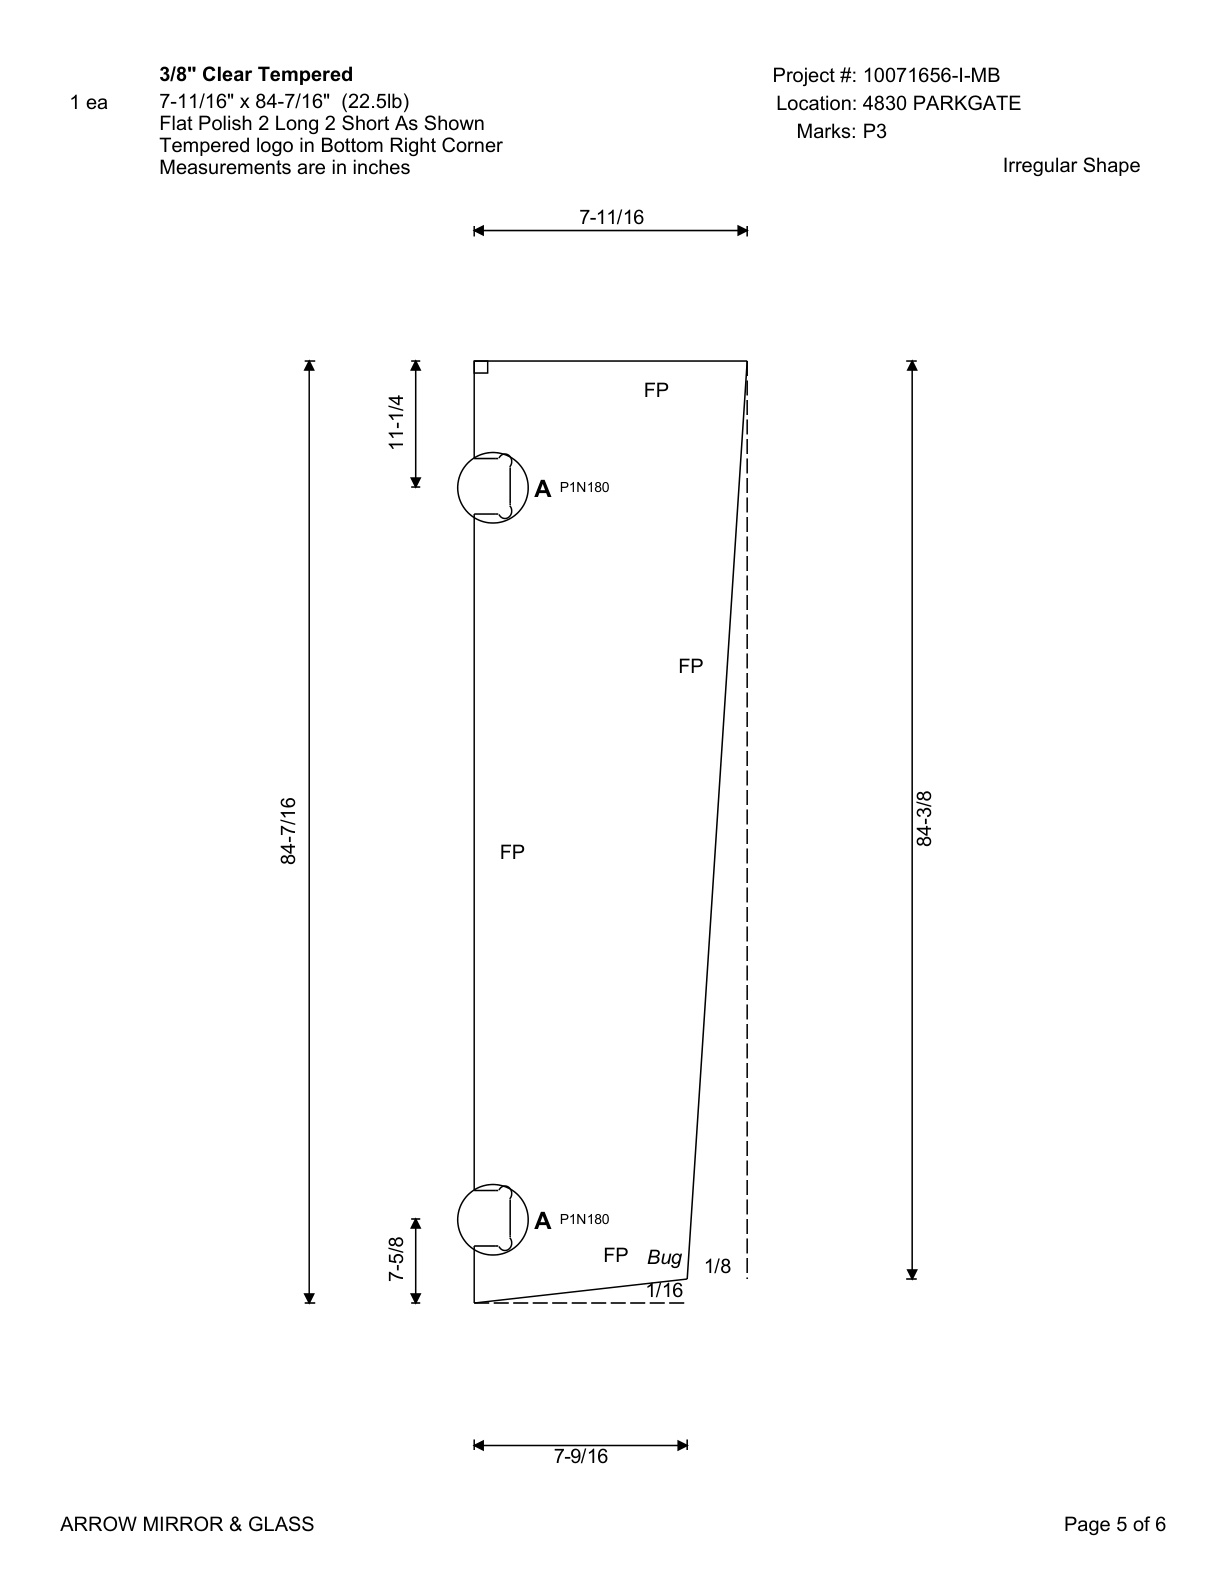 3/8" Clear Tempered
1 ea
7-11/16" x 84-7/16" (22.5lb)
Flat Polish 2 Long 2 Short As Shown
Tempered logo in Bottom Right Corner
Measurements are in inches
Project #: 10071656-I-MB
Location: 4830 PARKGATE
Marks: P3
Irregular Shape
7-11/16
FP
11-1/4
A P1N180
FP
84-7/16
84-3/8
FP
A P1N180
7-5/8
FP
Bug
1/8
1/16
7-9/16
ARROW MIRROR & GLASS
Page 5 of 6